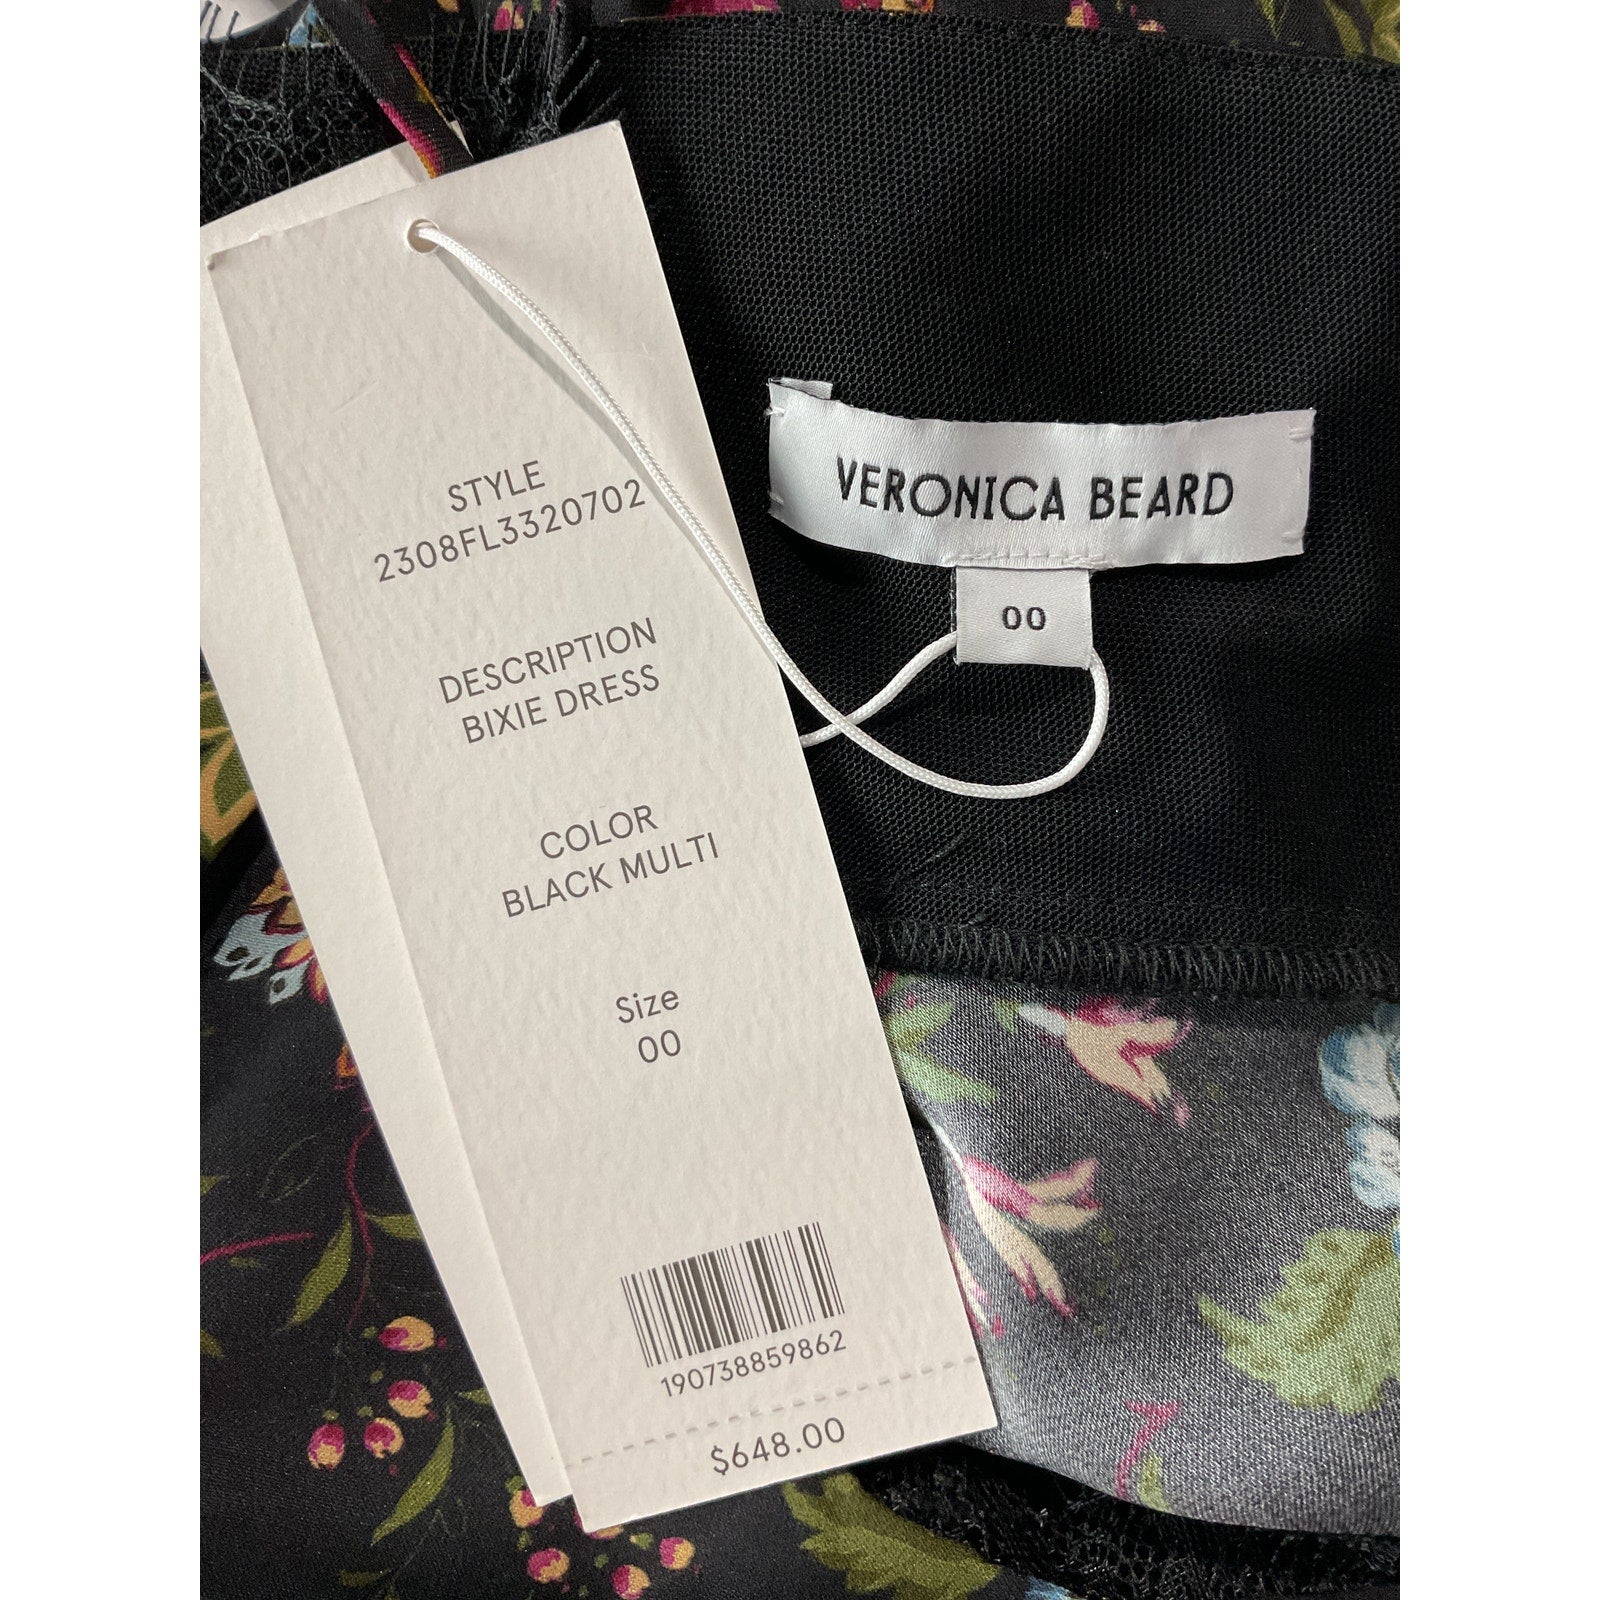 STYLE
2308FL3320702
DESCRIPTION
BIXIE DRESS
COLOR
BLACK MULTI
Size
00
190738859862
$648.00
VERONICA BEARD
00